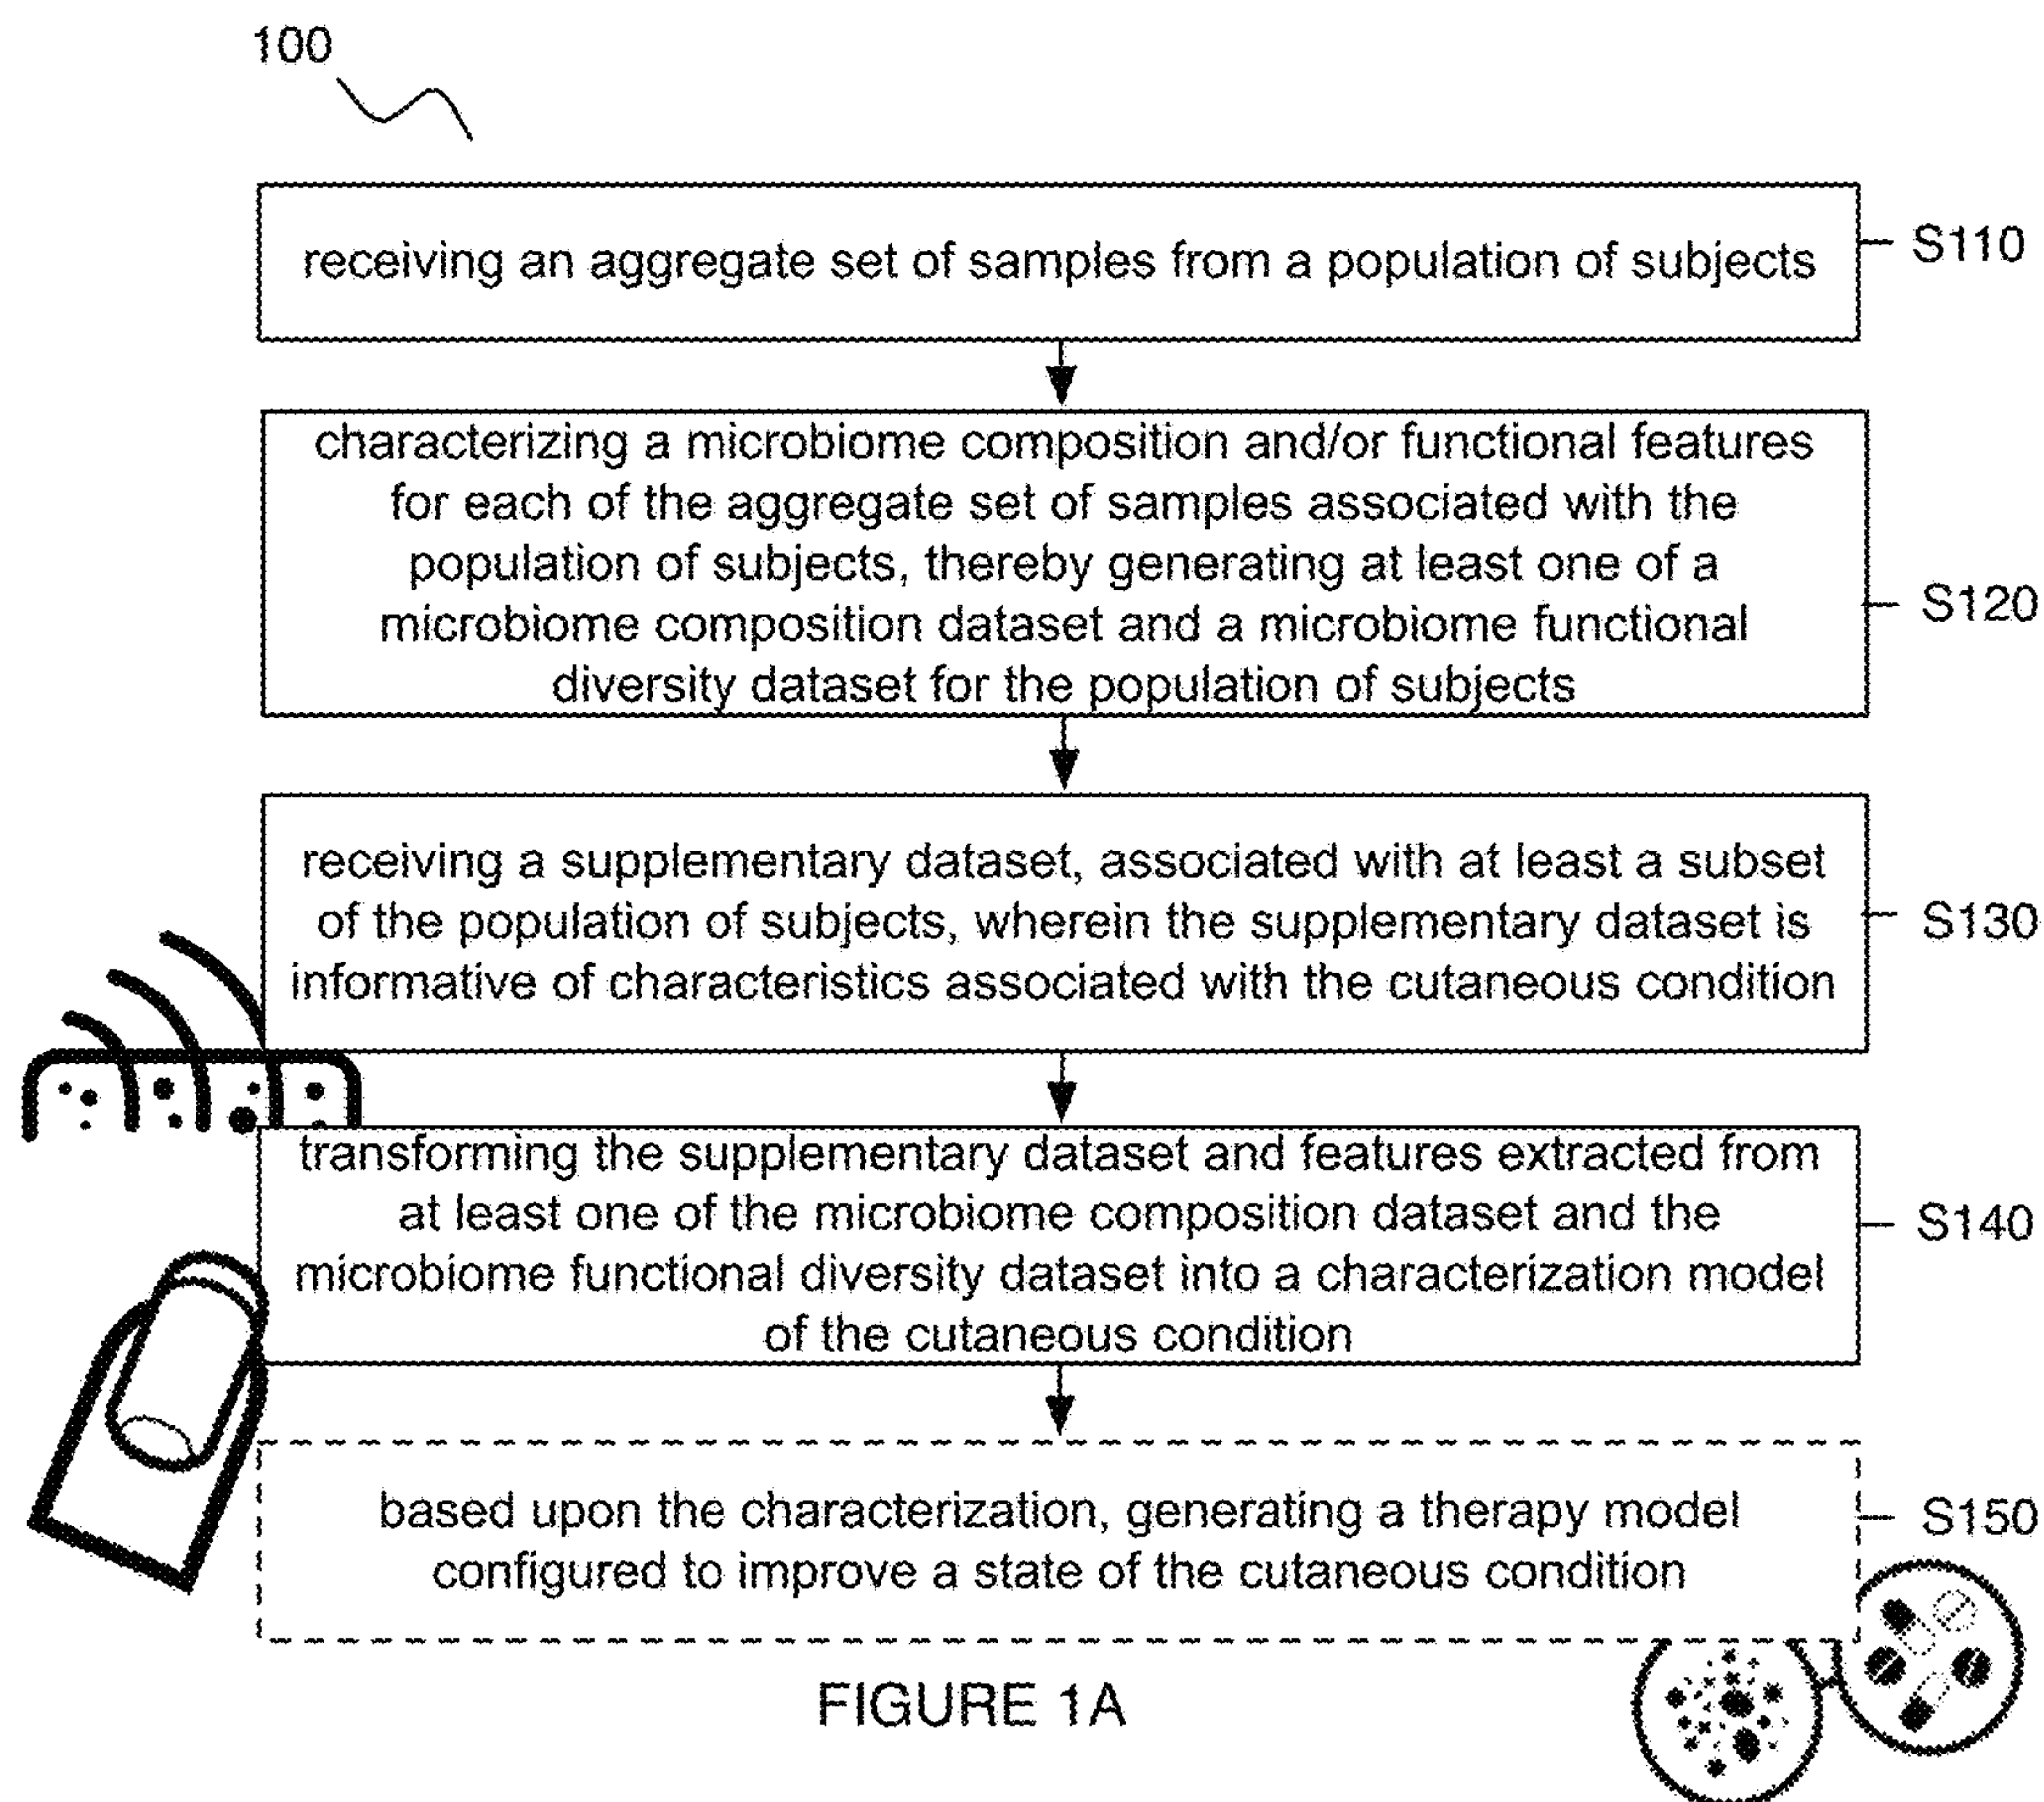 100
receiving an aggregate set of samples from a population of subjects
S110
characterizing a microbiome composition and/or functional features
for each of the aggregate set of samples associated with the
population of subjects, thereby generating at least one of a
microbiome composition dataset and a microbiome functional
diversity dataset for the population of subjects
S120
receiving a supplementary dataset, associated with at least a subset
of the population of subjects, wherein the supplementary dataset is
informative of characteristics associated with the cutaneous condition
S130
transforming the supplementary dataset and features extracted from
at least one of the microbiome composition dataset and the
microbiome functional diversity dataset into a characterization model
of the cutaneous condition
S140
based upon the characterization, generating a therapy model
configured to improve a state of the cutaneous condition
S150
FIGURE 1A